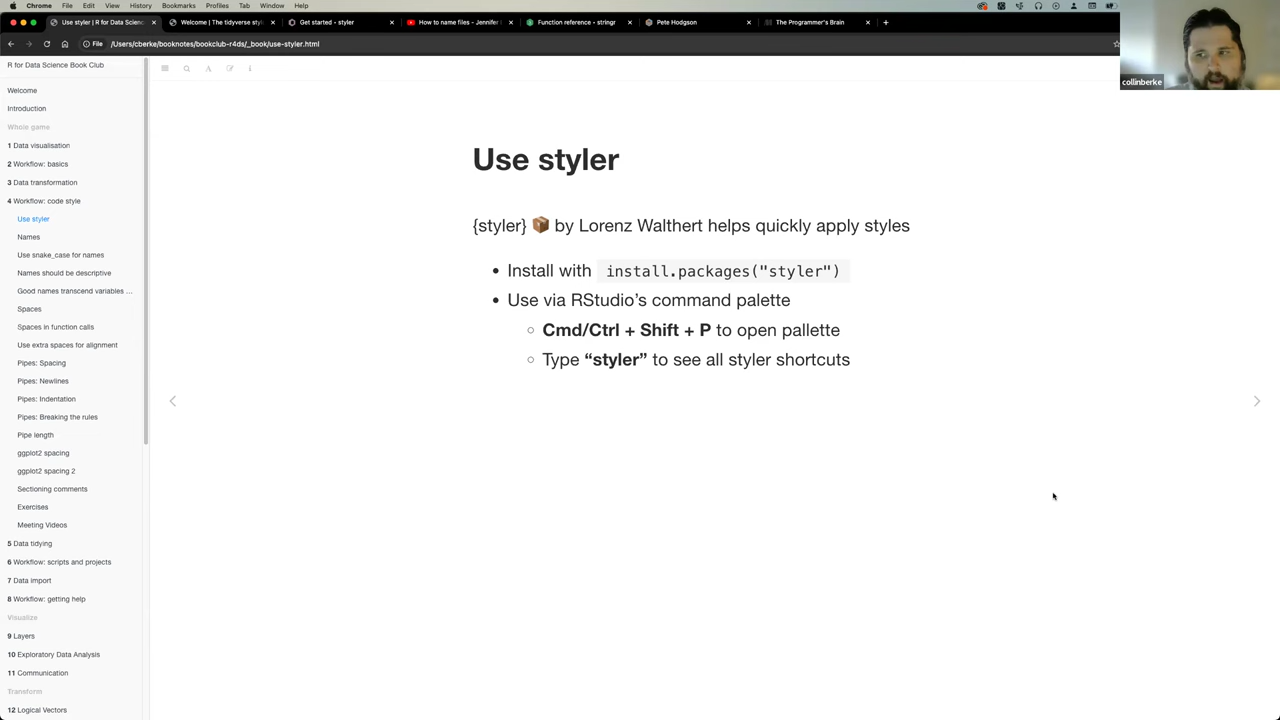 Chrome File Edit View History Bookmarks Profiles Tab Window Help
Use styler | R for Data Scienc
Welcome | The tidyverse sty
Get started - styler
How to name files - Jennifer
Function reference - stringr
Pete Hodgson
The Programmer's Brain
File /Users/cberke/booknotes/bookclub-r4ds/_book/use-styler.html
collinberke
R for Data Science Book Club
Welcome
Introduction
Whole game
1 Data visualisation
2 Workflow: basics
3 Data transformation
4 Workflow: code style
Use styler
Names
Use snake_case for names
Names should be descriptive
Good names transcend variables ...
Spaces
Spaces in function calls
Use extra spaces for alignment
Pipes: Spacing
Pipes: Newlines
Pipes: Indentation
Pipes: Breaking the rules
Pipe length
ggplot2 spacing
ggplot2 spacing 2
Sectioning comments
Exercises
Meeting Videos
5 Data tidying
6 Workflow: scripts and projects
7 Data import
8 Workflow: getting help
Visualize
9 Layers
10 Exploratory Data Analysis
11 Communication
Transform
12 Logical Vectors
Use styler
{styler} 📦 by Lorenz Walthert helps quickly apply styles
• Install with install.packages("styler")
• Use via RStudio’s command palette
○ Cmd/Ctrl + Shift + P to open pallette
○ Type “styler” to see all styler shortcuts